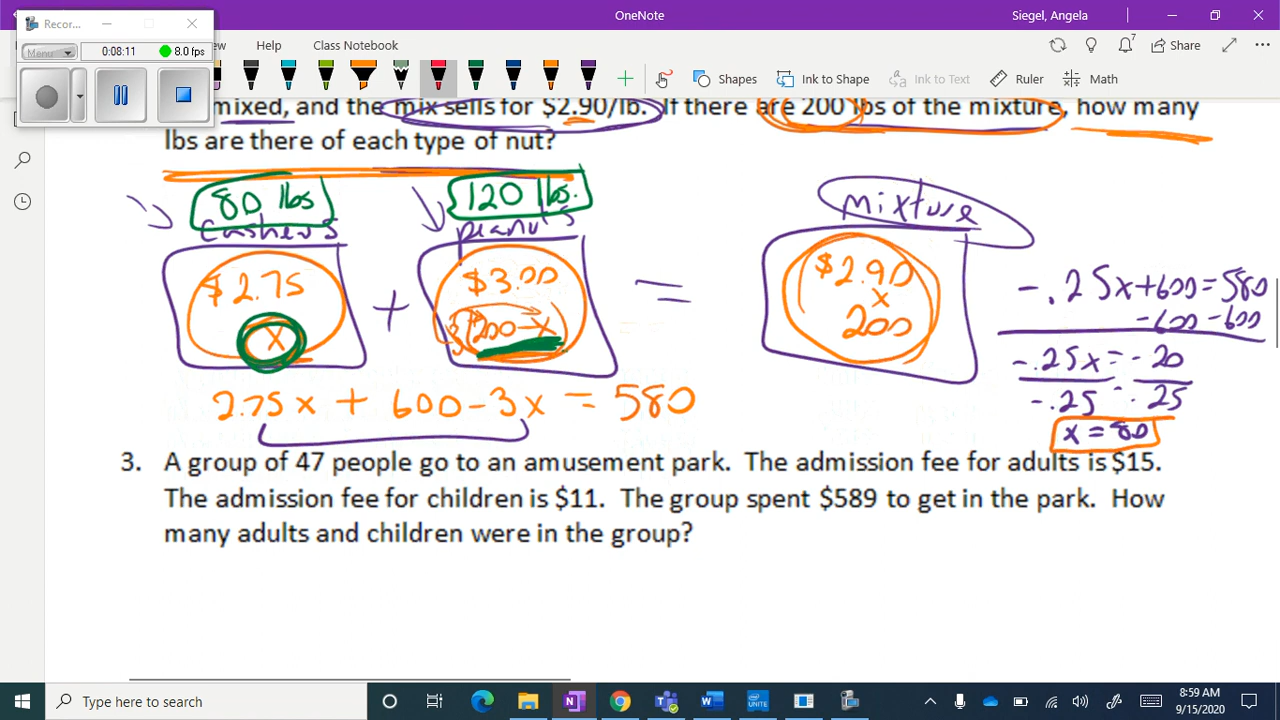 OneNote
Siegel, Angela
Recor...
Menu
0:08:11
8.0 fps
ew
Help
Class Notebook
Share
Shapes
Ink to Shape
Ink to Text
Ruler
Math
mixed, and the mix sells for $2.90/lb. If there are 200 lbs of the mixture, how many
lbs are there of each type of nut?
80 lbs
120 lbs.
mixture
cashews
peanuts
$2.75
x
+
$3.00
200-x
=
$2.90
x
200
-.25x+600=580
-600 -600
-.25x=-20
-.25 -.25
x=80
2.75x + 600-3x = 580
3. A group of 47 people go to an amusement park. The admission fee for adults is $15.
The admission fee for children is $11. The group spent $589 to get in the park. How
many adults and children were in the group?
Type here to search
8:59 AM
9/15/2020
7